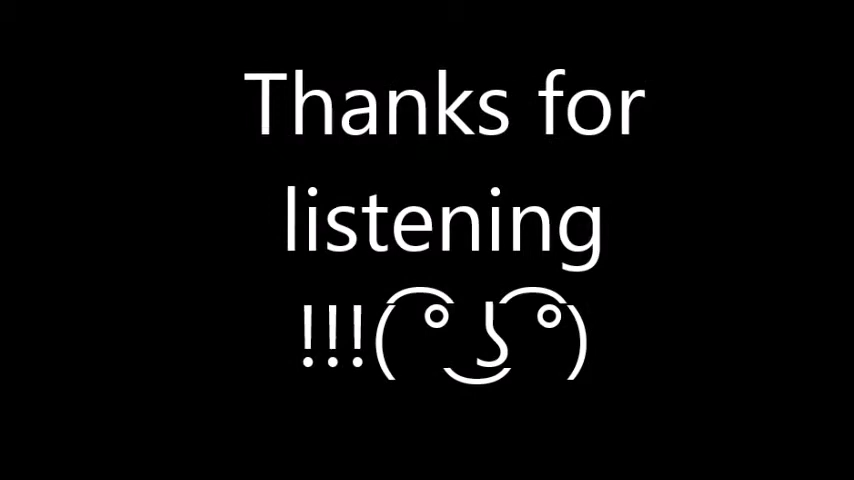 Thanks for
listening
!!!( ͡° ͜ʖ ͡°)